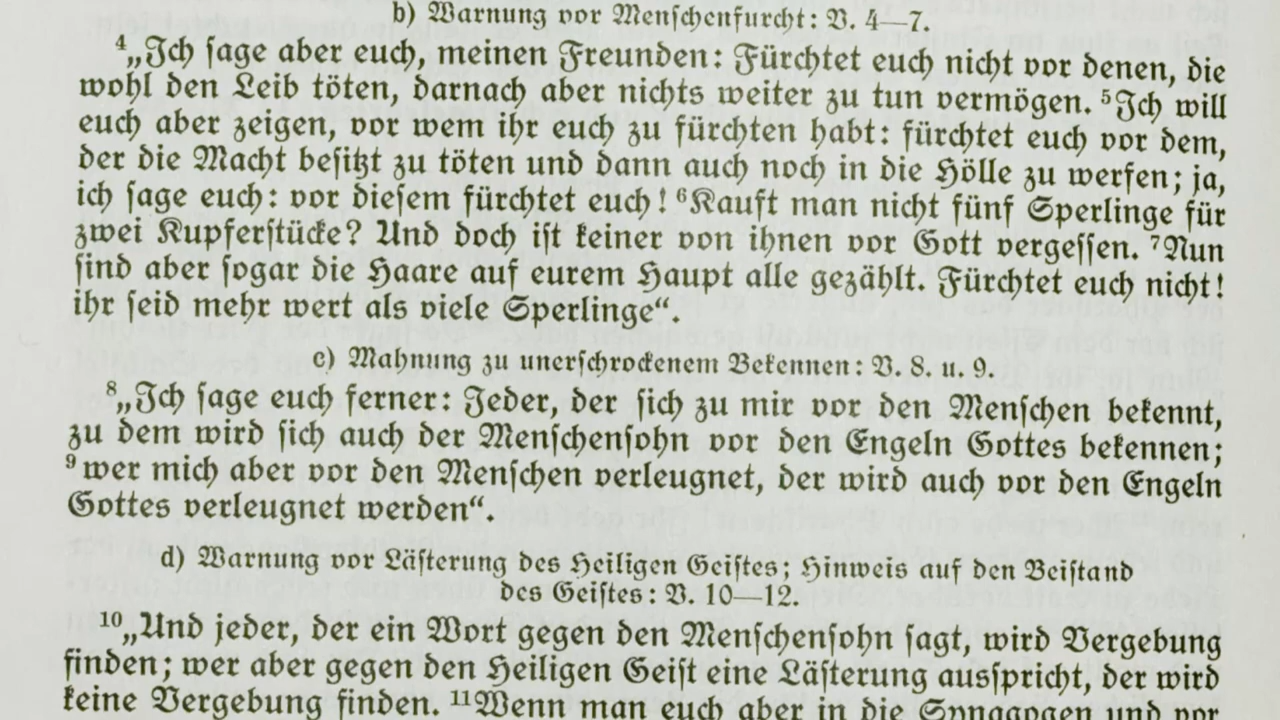 b) Warnung vor Menschenfurcht: V. 4—7.
⁴„Ich sage aber euch, meinen Freunden: Fürchtet euch nicht vor denen, die
wohl den Leib töten, darnach aber nichts weiter zu tun vermögen. ⁵Ich will
euch aber zeigen, vor wem ihr euch zu fürchten habt: fürchtet euch vor dem,
der die Macht besitzt zu töten und dann auch noch in die Hölle zu werfen; ja,
ich sage euch: vor diesem fürchtet euch! ⁶Kauft man nicht fünf Sperlinge für
zwei Kupferstücke? Und doch ist keiner von ihnen vor Gott vergessen. ⁷Nun
sind aber sogar die Haare auf eurem Haupt alle gezählt. Fürchtet euch nicht!
ihr seid mehr wert als viele Sperlinge“.
c) Mahnung zu unerschrockenem Bekennen: V. 8. u. 9.
⁸„Ich sage euch ferner: Jeder, der sich zu mir vor den Menschen bekennt,
zu dem wird sich auch der Menschensohn vor den Engeln Gottes bekennen;
⁹wer mich aber vor den Menschen verleugnet, der wird auch vor den Engeln
Gottes verleugnet werden“.
d) Warnung vor Lästerung des Heiligen Geistes; Hinweis auf den Beistand
des Geistes: V. 10—12.
¹⁰„Und jeder, der ein Wort gegen den Menschensohn sagt, wird Vergebung
finden; wer aber gegen den Heiligen Geist eine Lästerung ausspricht, der wird
keine Vergebung finden. ¹¹Wenn man euch aber in die Synagogen und vor